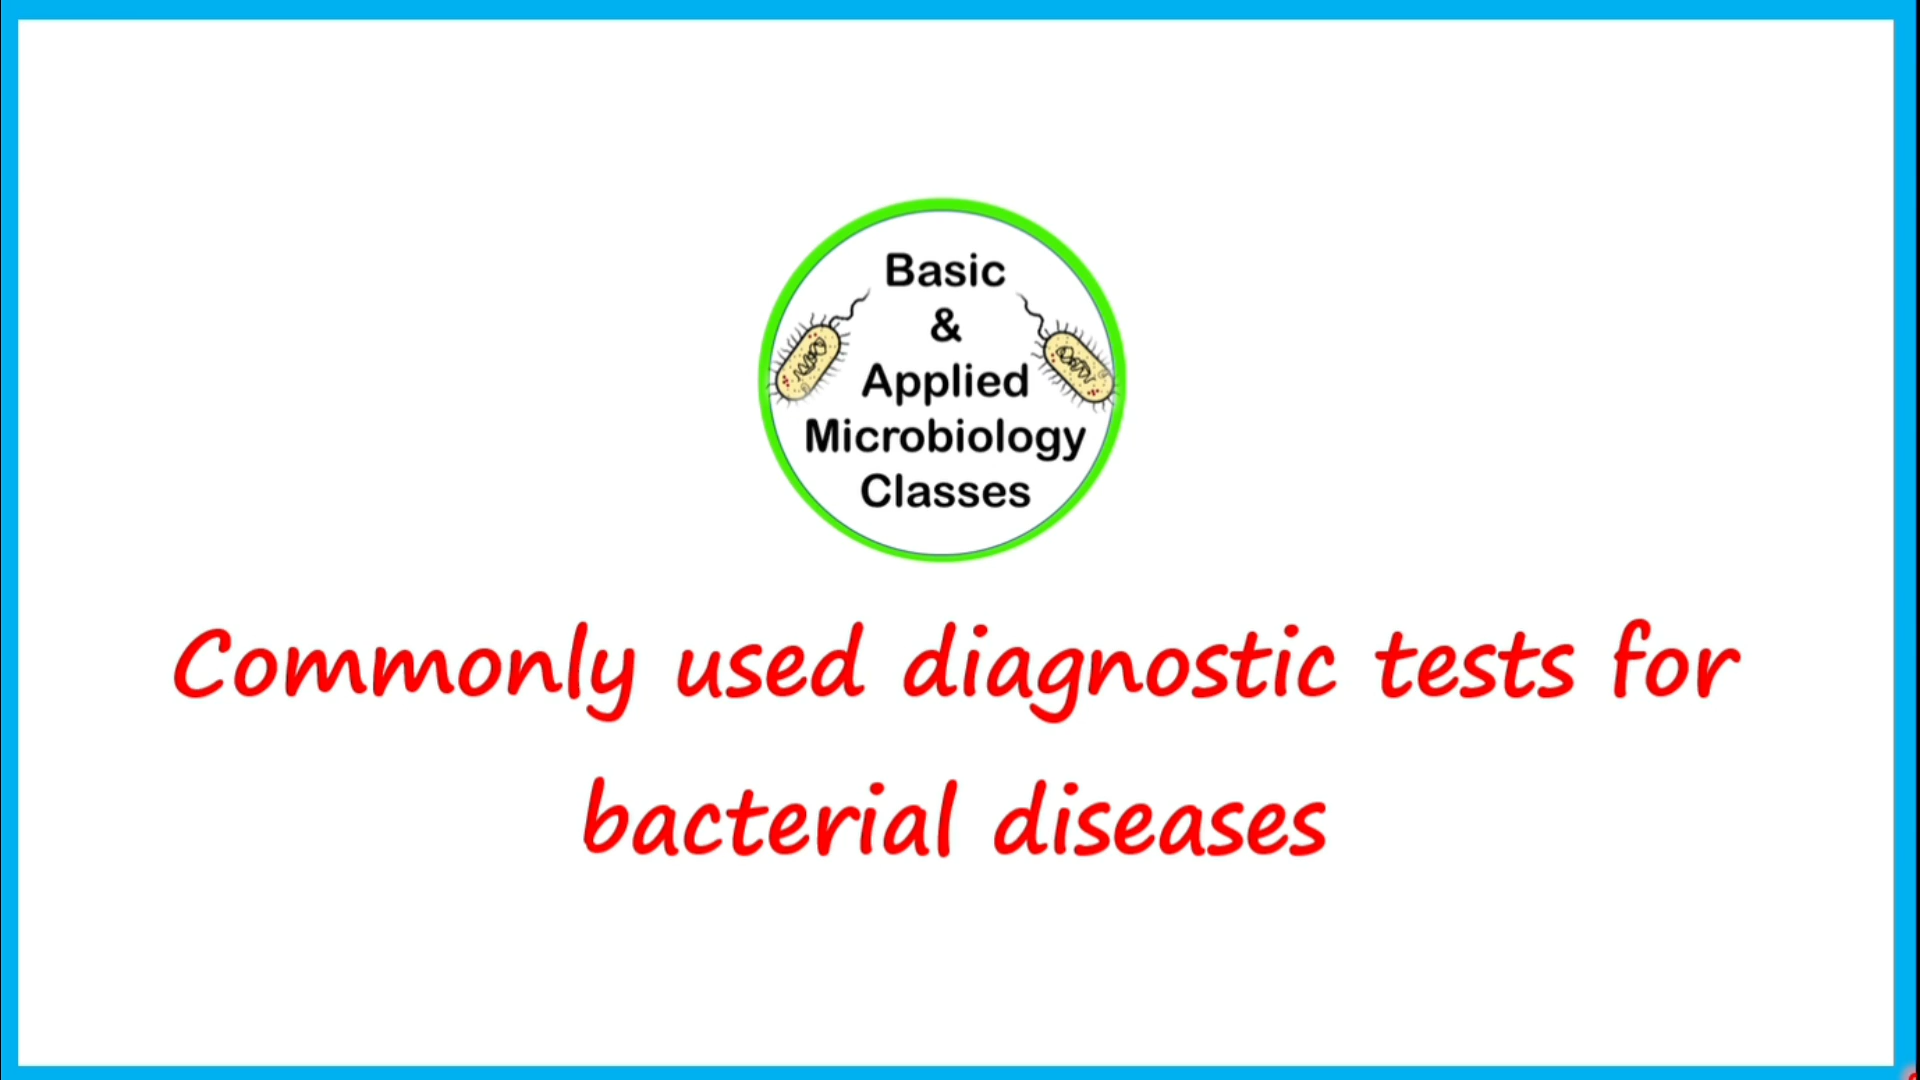 Basic
&
Applied
Microbiology
Classes
Commonly used diagnostic tests for
bacterial diseases